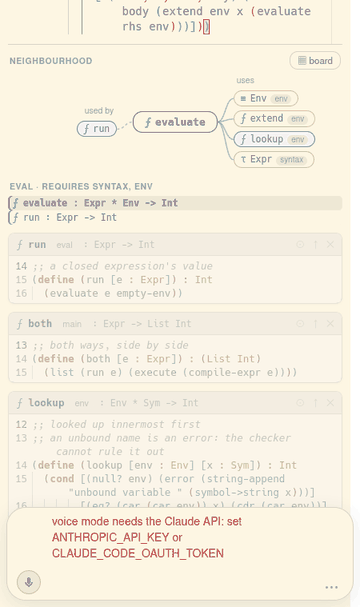 body (extend env x (evaluate
rhs env)))]))
NEIGHBOURHOOD
board
uses
used by
≡ Env env
ƒ extend env
ƒ run
ƒ evaluate
ƒ lookup env
τ Expr syntax
EVAL · REQUIRES SYNTAX, ENV
ƒ evaluate : Expr * Env -> Int
ƒ run : Expr -> Int
ƒ run eval : Expr -> Int
14 ;; a closed expression's value
15 (define (run [e : Expr]) : Int
16 (evaluate e empty-env))
ƒ both main : Expr -> List Int
13 ;; both ways, side by side
14 (define (both [e : Expr]) : (List Int)
15 (list (run e) (execute (compile-expr e))))
ƒ lookup env : Env * Sym -> Int
12 ;; looked up innermost first
13 ;; an unbound name is an error: the checker
cannot rule it out
14 (define (lookup [env : Env] [x : Sym]) : Int
15 (cond [(null? env) (error (string-append
"unbound variable " (symbol->string x)))]
voice mode needs the Claude API: set
ANTHROPIC_API_KEY or
CLAUDE_CODE_OAUTH_TOKEN